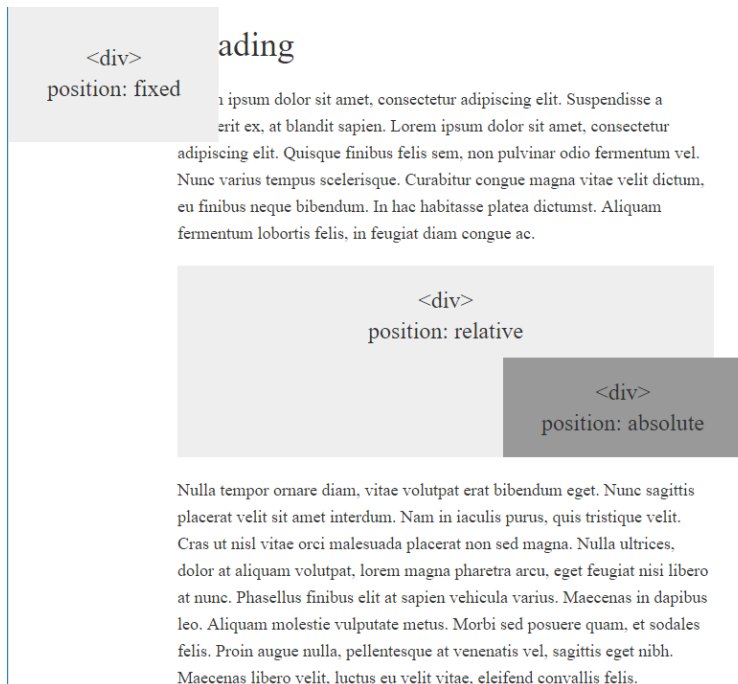 <div>
position: fixed
ading
ipsum dolor sit amet, consectetur adipiscing elit. Suspendisse a
erit ex, at blandit sapien. Lorem ipsum dolor sit amet, consectetur
adipiscing elit. Quisque finibus felis sem, non pulvinar odio fermentum vel.
Nunc varius tempus scelerisque. Curabitur congue magna vitae velit dictum,
eu finibus neque bibendum. In hac habitasse platea dictumst. Aliquam
fermentum lobortis felis, in feugiat diam congue ac.
<div>
position: relative
<div>
position: absolute
Nulla tempor ornare diam, vitae volutpat erat bibendum eget. Nunc sagittis
placerat velit sit amet interdum. Nam in iaculis purus, quis tristique velit.
Cras ut nisl vitae orci malesuada placerat non sed magna. Nulla ultrices,
dolor at aliquam volutpat, lorem magna pharetra arcu, eget feugiat nisi libero
at nunc. Phasellus finibus elit at sapien vehicula varius. Maecenas in dapibus
leo. Aliquam molestie vulputate metus. Morbi sed posuere quam, et sodales
felis. Proin augue nulla, pellentesque at venenatis vel, sagittis eget nibh.
Maecenas libero velit, luctus eu velit vitae, eleifend convallis felis.